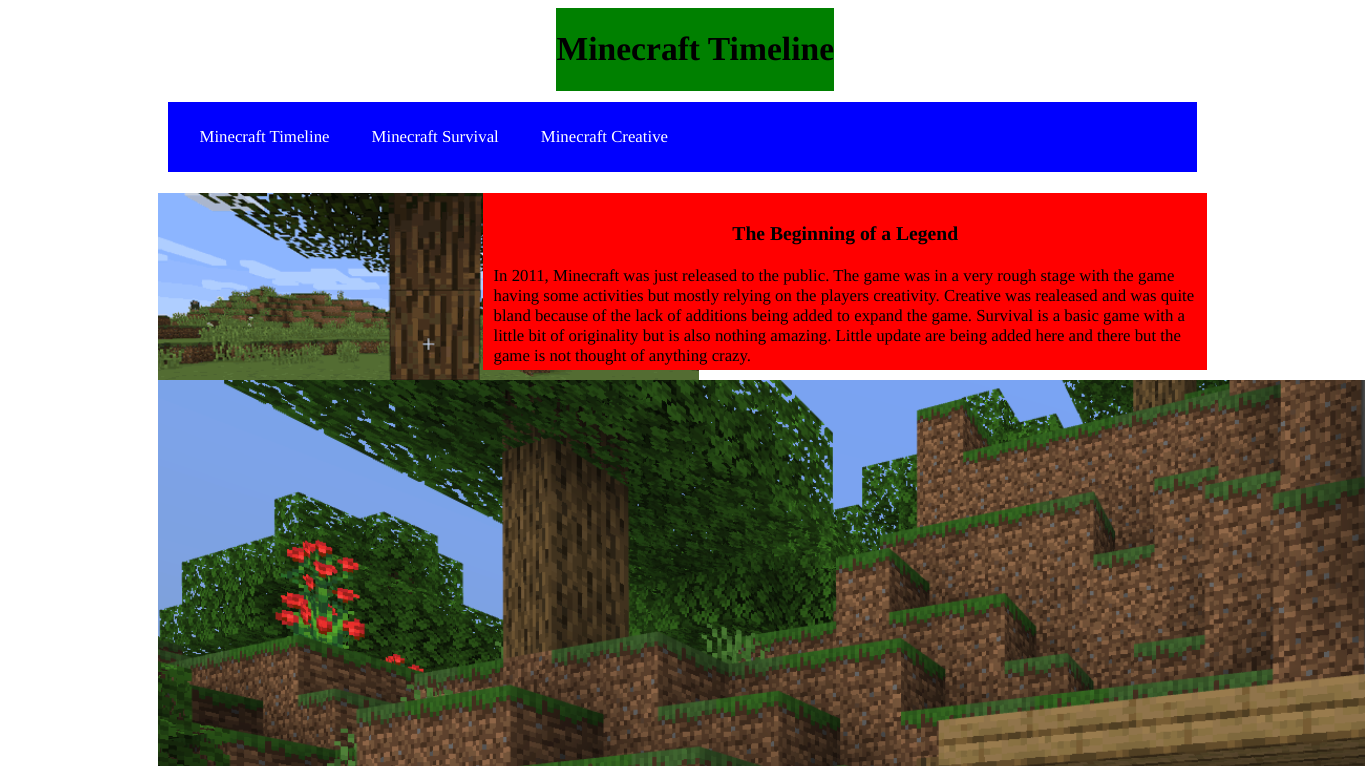 Minecraft Timeline
Minecraft Timeline Minecraft Survival Minecraft Creative
The Beginning of a Legend
In 2011, Minecraft was just released to the public. The game was in a very rough stage with the game
having some activities but mostly relying on the players creativity. Creative was realeased and was quite
bland because of the lack of additions being added to expand the game. Survival is a basic game with a
little bit of originality but is also nothing amazing. Little update are being added here and there but the
game is not thought of anything crazy.